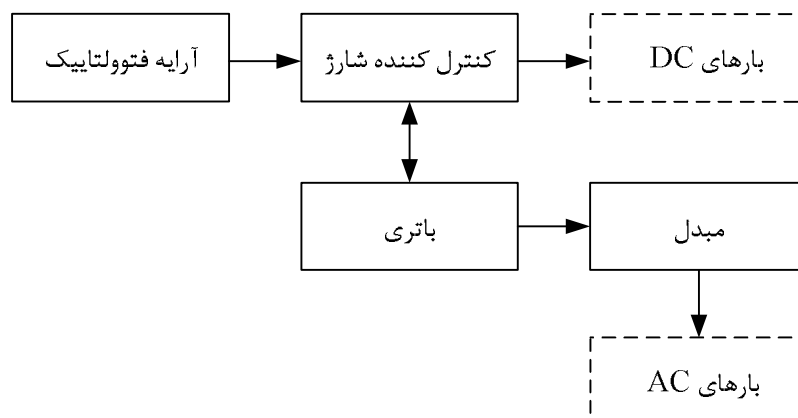 آرایه فتوولتاییک
کنترل کننده شارژ
بارهای DC
باتری
مبدل
بارهای AC